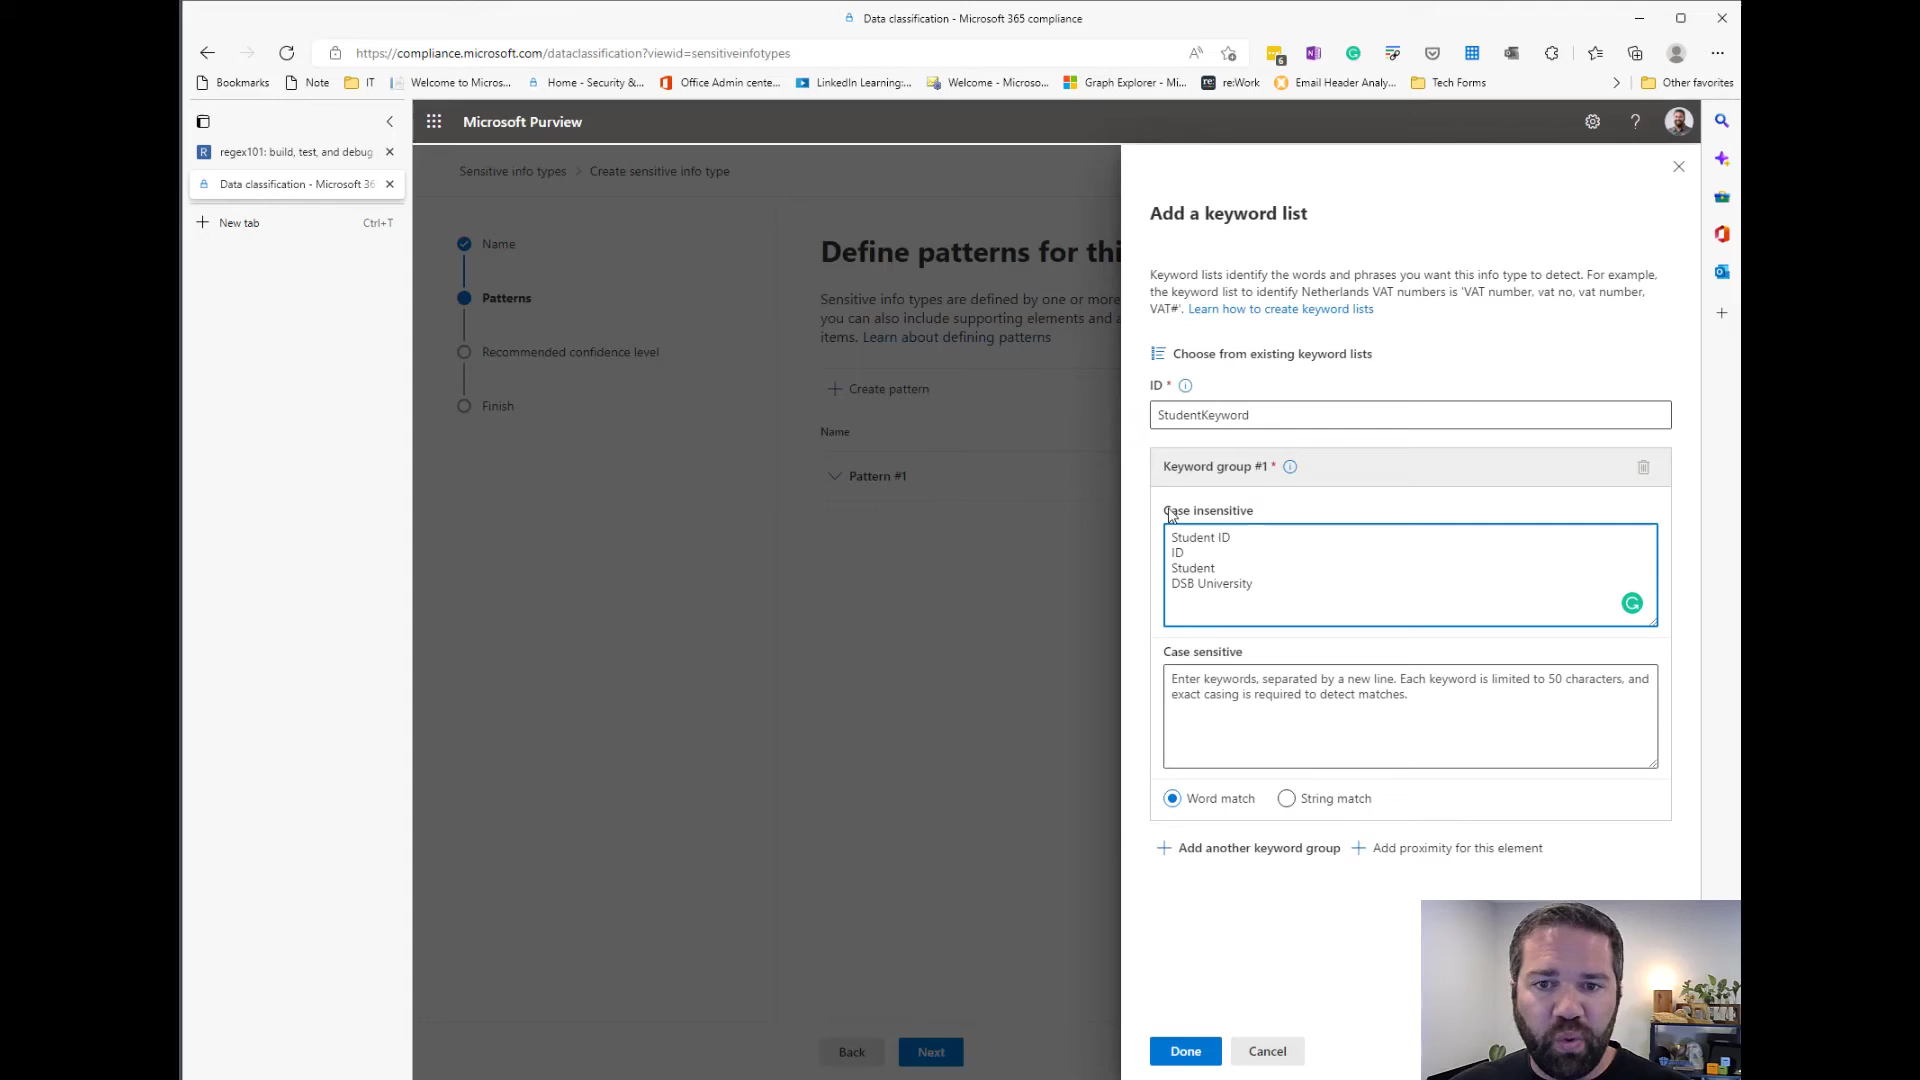 Data classification - Microsoft 365 compliance
https://compliance.microsoft.com/dataclassification?viewid=sensitiveinfotypes
6
Bookmarks
Note
IT
Welcome to Micros...
Home - Security &...
Office Admin cente...
LinkedIn Learning:...
Welcome - Microso...
Graph Explorer - Mi...
re:
re:Work
Email Header Analy...
Tech Forms
Other favorites
Microsoft Purview
?
R
regex101: build, test, and debug
Data classification - Microsoft 36
New tab
Ctrl+T
Sensitive info types > Create sensitive info type
Name
Patterns
Recommended confidence level
Finish
Define patterns for thi
Sensitive info types are defined by one or more
you can also include supporting elements and a
items. Learn about defining patterns
Create pattern
Name
Pattern #1
Back
Next
Add a keyword list
Keyword lists identify the words and phrases you want this info type to detect. For example,
the keyword list to identify Netherlands VAT numbers is 'VAT number, vat no, vat number,
VAT#'. Learn how to create keyword lists
Choose from existing keyword lists
ID *
StudentKeyword
Keyword group #1 *
Case insensitive
Student ID
ID
Student
DSB University
Case sensitive
Enter keywords, separated by a new line. Each keyword is limited to 50 characters, and
exact casing is required to detect matches.
Word match
String match
Add another keyword group
Add proximity for this element
Done
Cancel